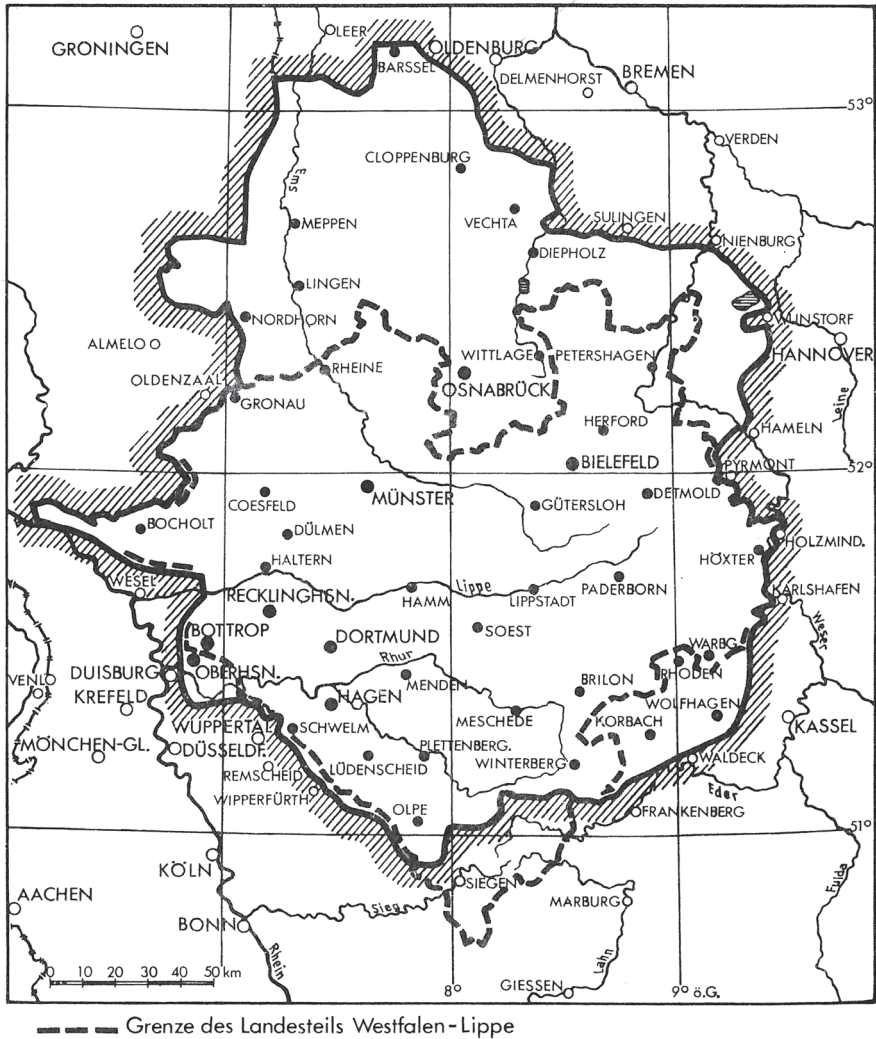 LEER
GRÖNINGEN
OLDENBURG
BARSSEL
DELMENHORST
BREMEN
53°
VERDEN
CLOPPENBURG
Ems
MEPPEN
VECHTA
SULINGEN
NIENBURG
DIEPHOLZ
LINGEN
NORDHORN
WUNSTORF
ALMELO
WITTLAGE
PETERSHAGEN
HANNOVER
RHEINE
OLDENZAAL
OSNABRÜCK
GRONAU
Leine
HERFORD
HAMELN
BIELEFELD
PYRMONT
52°
MÜNSTER
DETMOLD
COESFELD
GÜTERSLOH
BOCHOLT
DÜLMEN
HOLZMIND.
HÖXTER
HALTERN
WESEL
Lippe
PADERBORN
KARLSHAFEN
RECKLINGHSN.
HAMM
LIPPSTADT
SOEST
Weser
BOTTROP
DORTMUND
WARBG.
Rhur
OBERHSN.
RHODEN
DUISBURG
VENLO
MENDEN
BRILON
KREFELD
HAGEN
WOLFHAGEN
MESCHEDE
KORBACH
KASSEL
WUPPERTAL
SCHWELM
MÖNCHEN-GL.
DÜSSELDF.
PLETTENBERG.
WALDECK
REMSCHEID
LÜDENSCHEID
WINTERBERG
WIPPERFÜRTH
Eder
OLPE
FRANKENBERG
51°
KÖLN
Fulda
SIEGEN
AACHEN
Sieg
MARBURG
BONN
Rhein
Lahn
0 10 20 30 40 50 km
8°
GIESSEN
9° ö.G.
Grenze des Landesteils Westfalen-Lippe